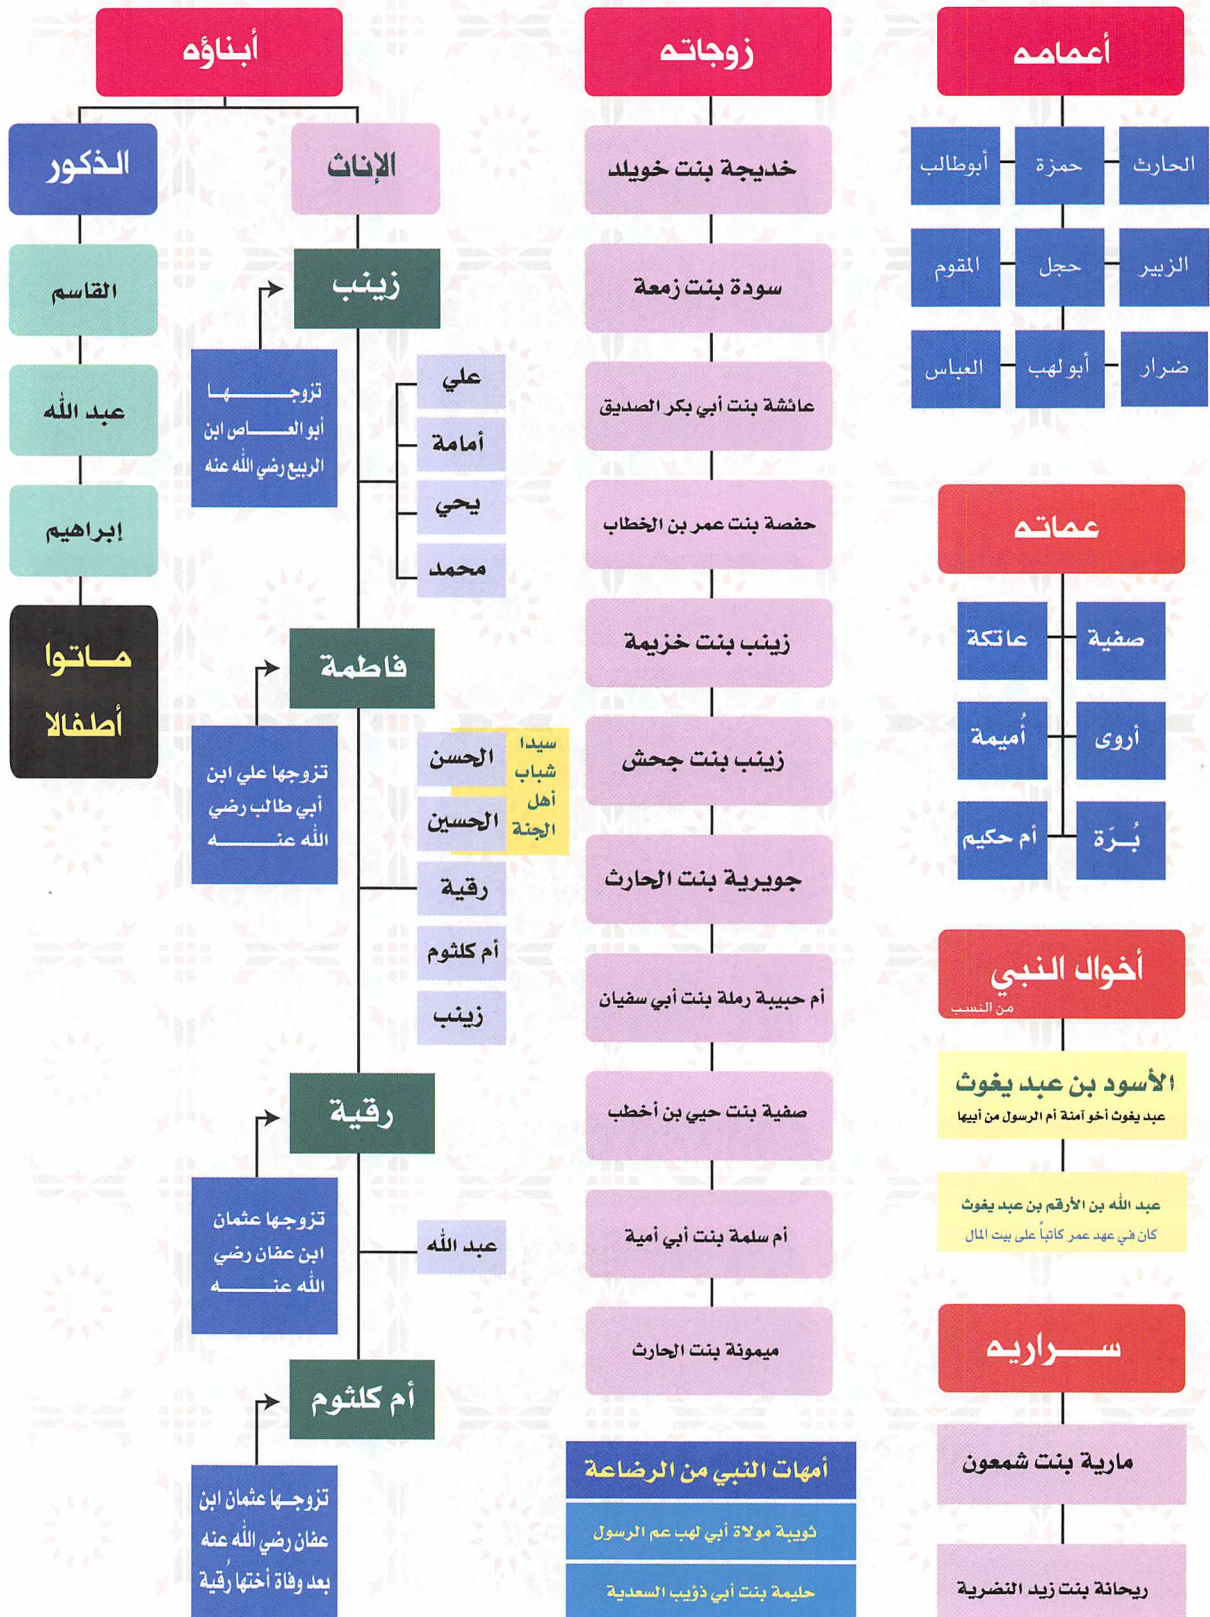 أعمامه
الحارث
حمزة
أبوطالب
الزبير
حجل
المقوم
ضرار
أبو لهب
العباس
عماته
صفية
عاتكة
أروى
أُميمة
بُرّة
أم حكيم
أخوال النبي
من النسب
الأسود بن عبد يغوث
عبد يغوث أخو آمنة أم الرسول من أبيها
عبد الله بن الأرقم بن عبد يغوث
كان في عهد عمر كاتباً على بيت المال
ســراريه
مارية بنت شمعون
ريحانة بنت زيد النضرية
زوجاته
خديجة بنت خويلد
سودة بنت زمعة
عائشة بنت أبي بكر الصديق
حفصة بنت عمر بن الخطاب
زينب بنت خزيمة
زينب بنت جحش
جويرية بنت الحارث
أم حبيبة رملة بنت أبي سفيان
صفية بنت حيي بن أخطب
أم سلمة بنت أبي أمية
ميمونة بنت الحارث
أمهات النبي من الرضاعة
ثويبة مولاة أبي لهب عم الرسول
حليمة بنت أبي ذؤيب السعدية
أبناؤه
الإناث
زينب
تزوجـــــها
أبو العــاص ابن
الربيع رضي الله عنه
علي
أمامة
يحي
محمد
فاطمة
تزوجها علي ابن
أبي طالب رضي
الله عنــــه
الحسن
الحسين
سيدا
شباب
أهل
الجنة
رقية
أم كلثوم
زينب
رقية
تزوجها عثمان
ابن عفان رضي
الله عنــــه
عبد الله
أم كلثوم
تزوجــها عثمان ابن
عفان رضي الله عنه
بعد وفاة أختها رُقية
الذكور
القاسم
عبد الله
إبراهيم
مــاتوا
أطفالا